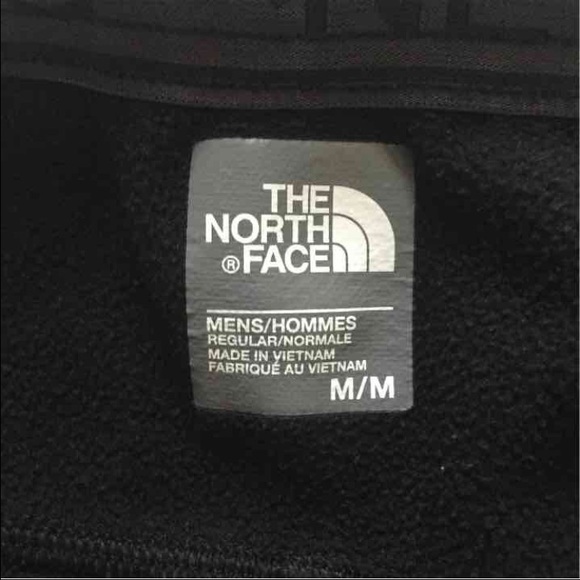 THE
NORTH
® FACE
MENS/HOMMES
REGULAR/NORMALE
MADE IN VIETNAM
FABRIQUÉ AU VIETNAM
M/M